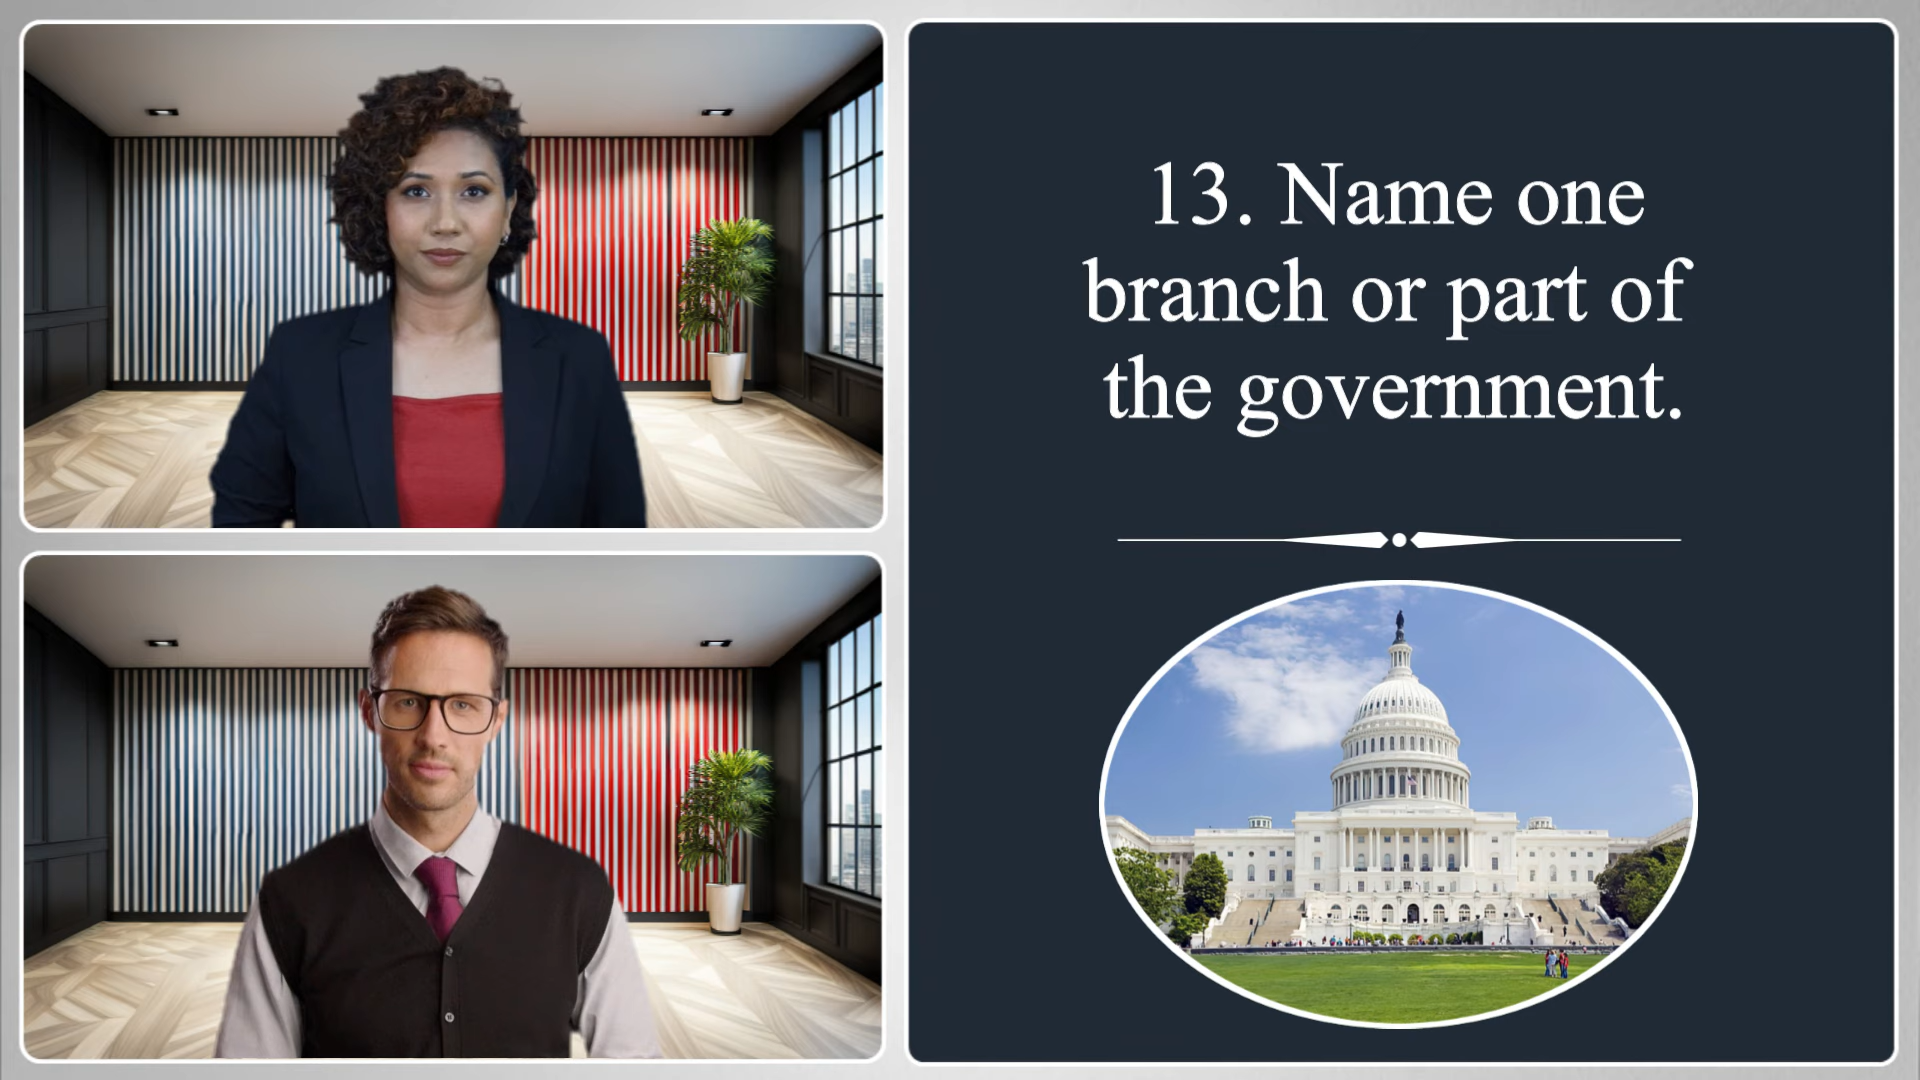 13. Name one
branch or part of
the government.